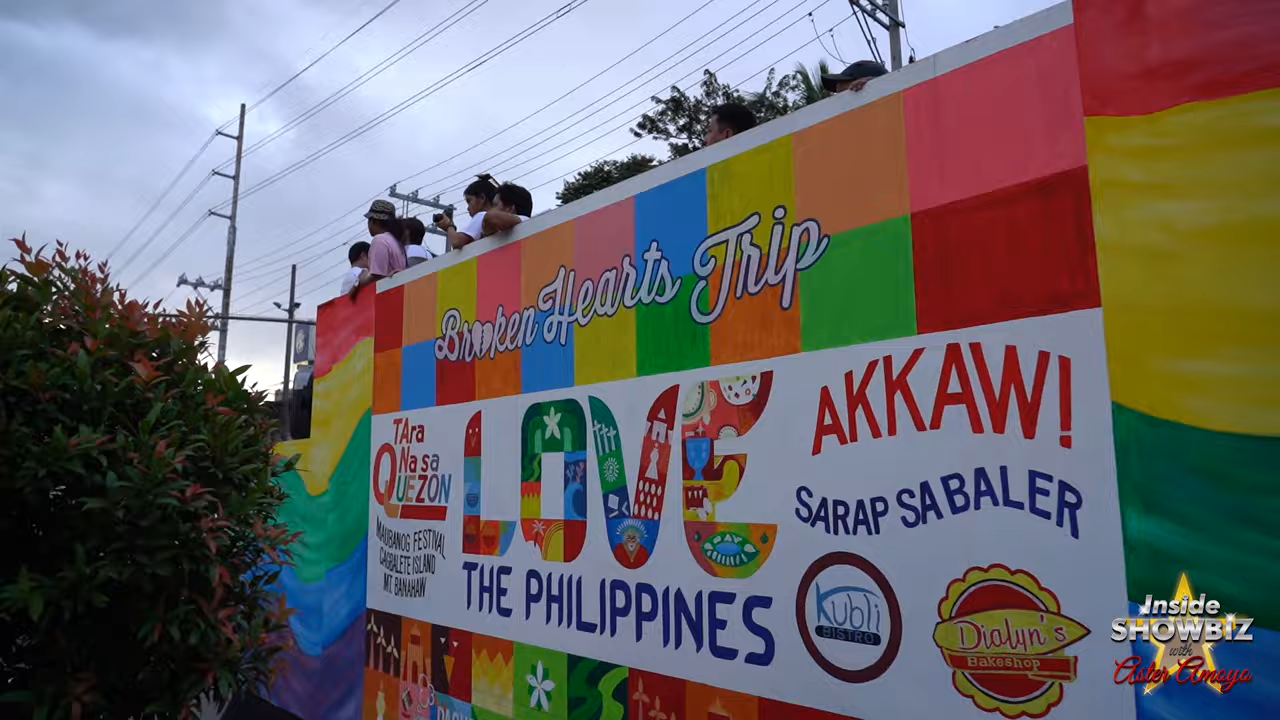 Broken Hearts Trip
TAra
Na sa
QUEZON
MAUBANOG FESTIVAL
CAGBALETE ISLAND
MT. BANAHAW
LOVE
THE PHILIPPINES
AKKAW!
SARAP SA BALER
Kubli
BISTRO
Dialyn's
Bakeshop
Inside
SHOWBIZ
with
Aster Amoyo